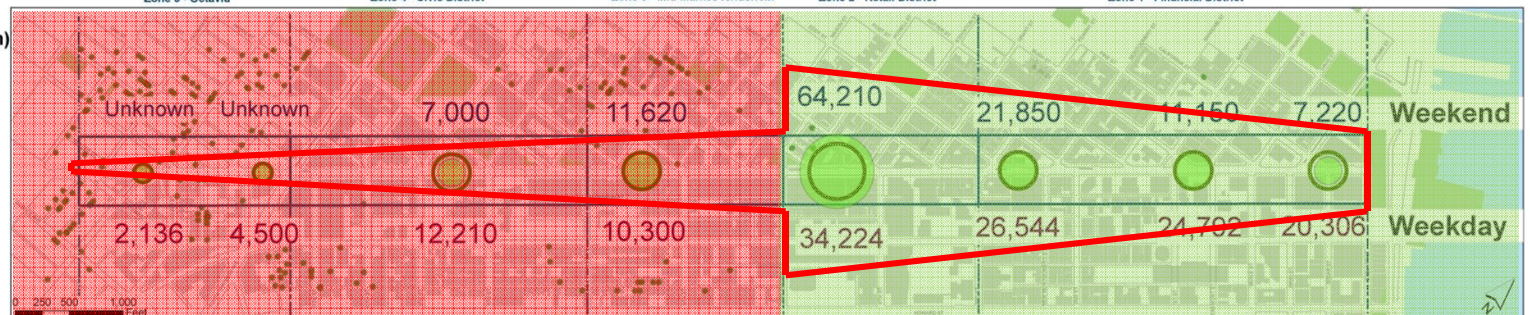 Unknown Unknown 7,000 11,620 64,210 21,850 11,150 7,220 Weekend
2,136 4,500 12,210 10,300 34,224 26,544 24,792 20,306 Weekday
0 250 500 1,000
Feet
N